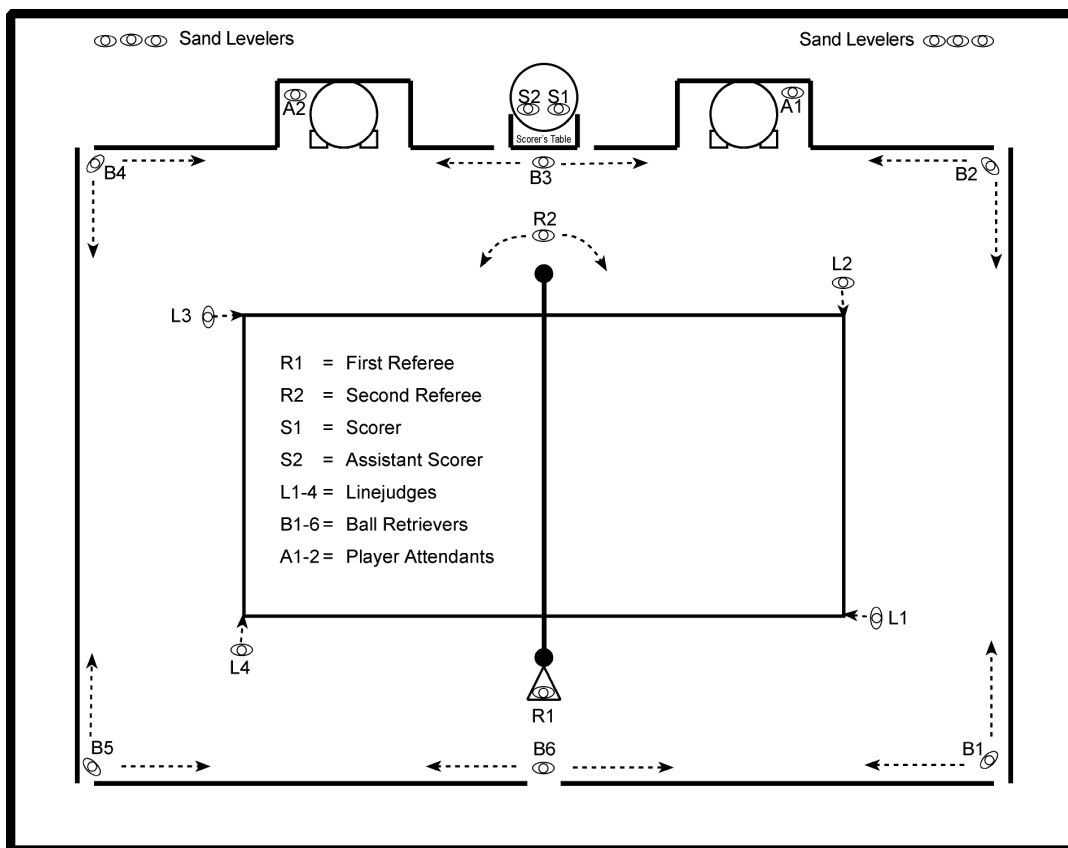 Sand Levelers
Sand Levelers
S2 S1
A2
A1
Scorer's Table
B4
B3
B2
R2
L2
L3
R1 = First Referee
R2 = Second Referee
S1 = Scorer
S2 = Assistant Scorer
L1-4 = Linejudges
B1-6 = Ball Retrievers
A1-2 = Player Attendants
L1
L4
R1
B5
B6
B1